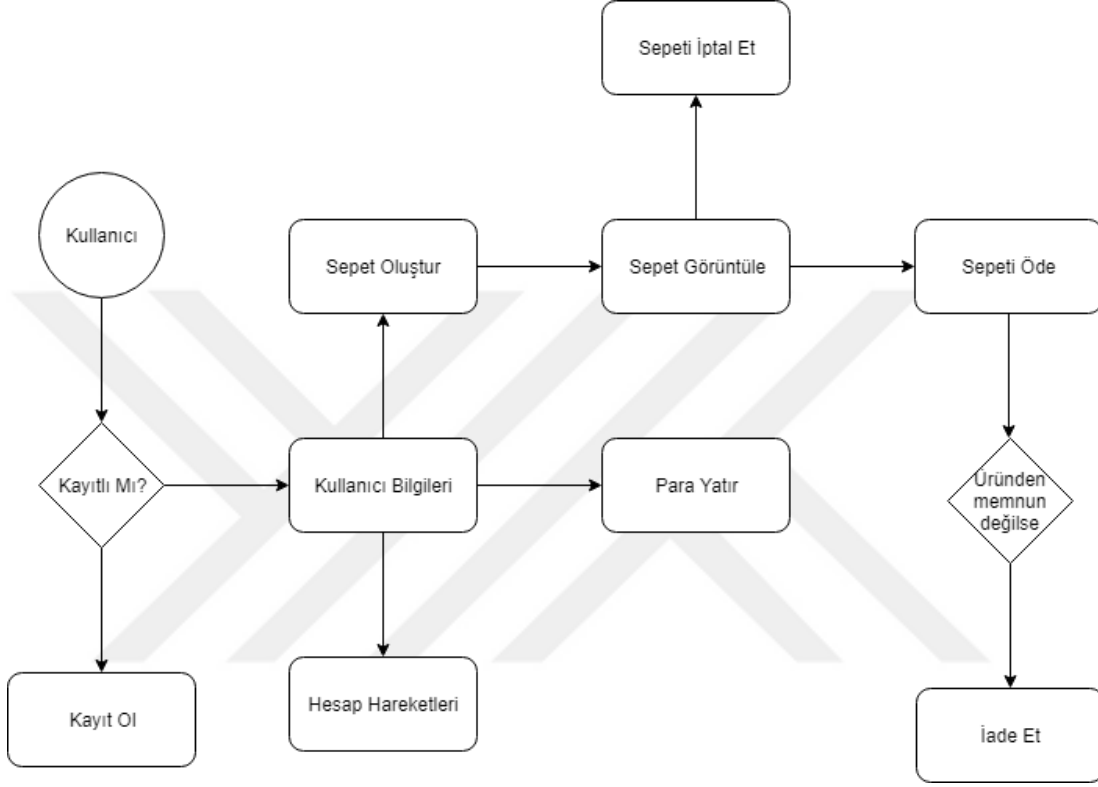 Sepeti İptal Et
Kullanıcı
Sepet Oluştur
Sepet Görüntüle
Sepeti Öde
Kayıtlı Mı?
Kullanıcı Bilgileri
Para Yatır
Üründen
memnun
değilse
Kayıt Ol
Hesap Hareketleri
İade Et